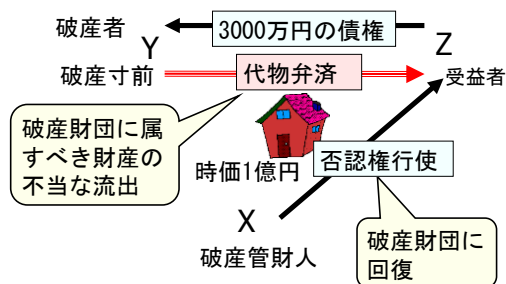 破産者
3000万円の債権
Y
Z
破産寸前
代物弁済
受益者
破産財団に属
すべき財産の
不当な流出
時価1億円
否認権行使
X
破産管財人
破産財団に
回復